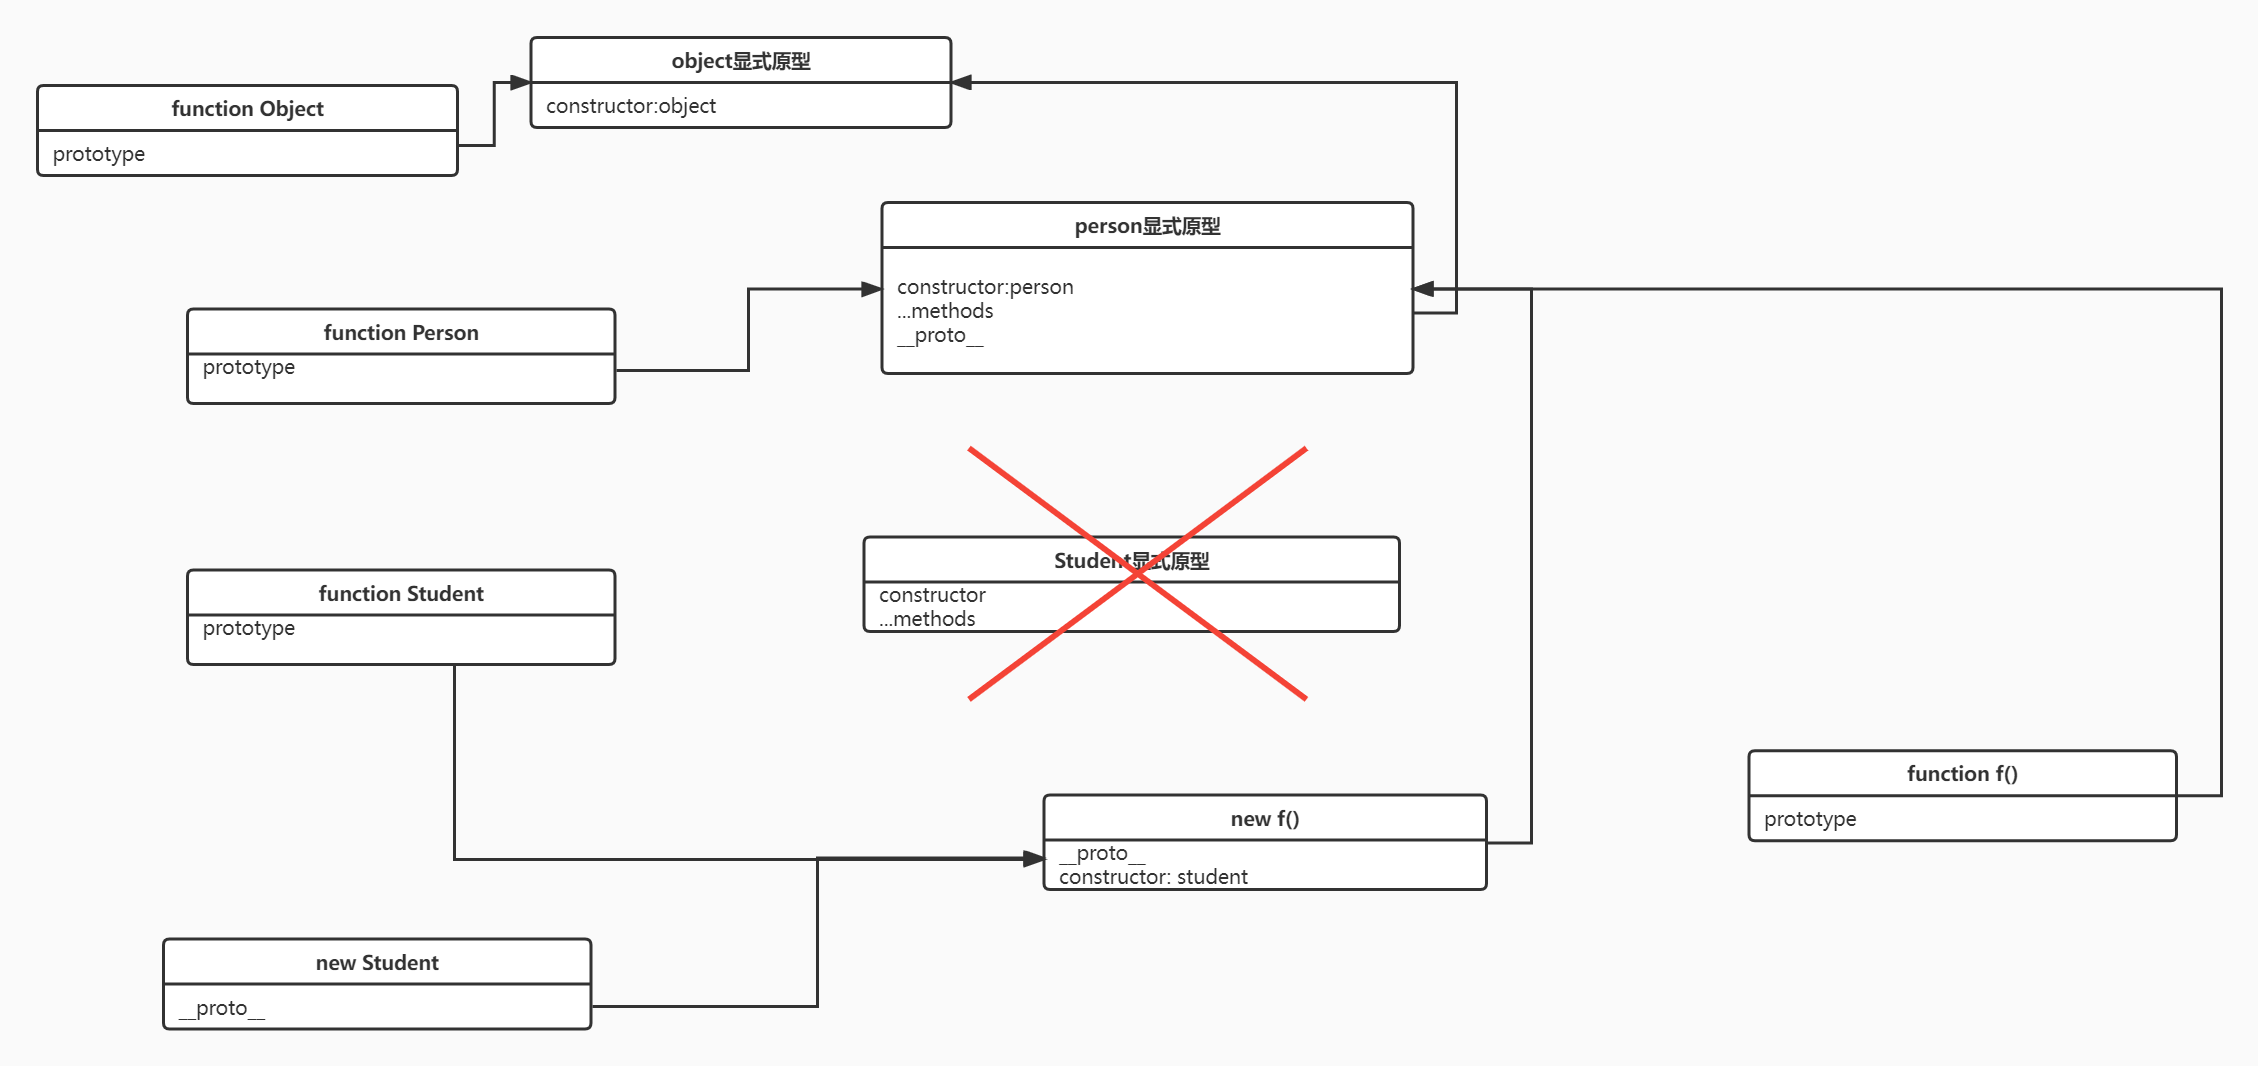 object显式原型
constructor:object
function Object
prototype
person显式原型
constructor:person
...methods
__proto__
function Person
prototype
Student显式原型
constructor
...methods
function Student
prototype
function f()
prototype
new f()
__proto__
constructor: student
new Student
__proto__